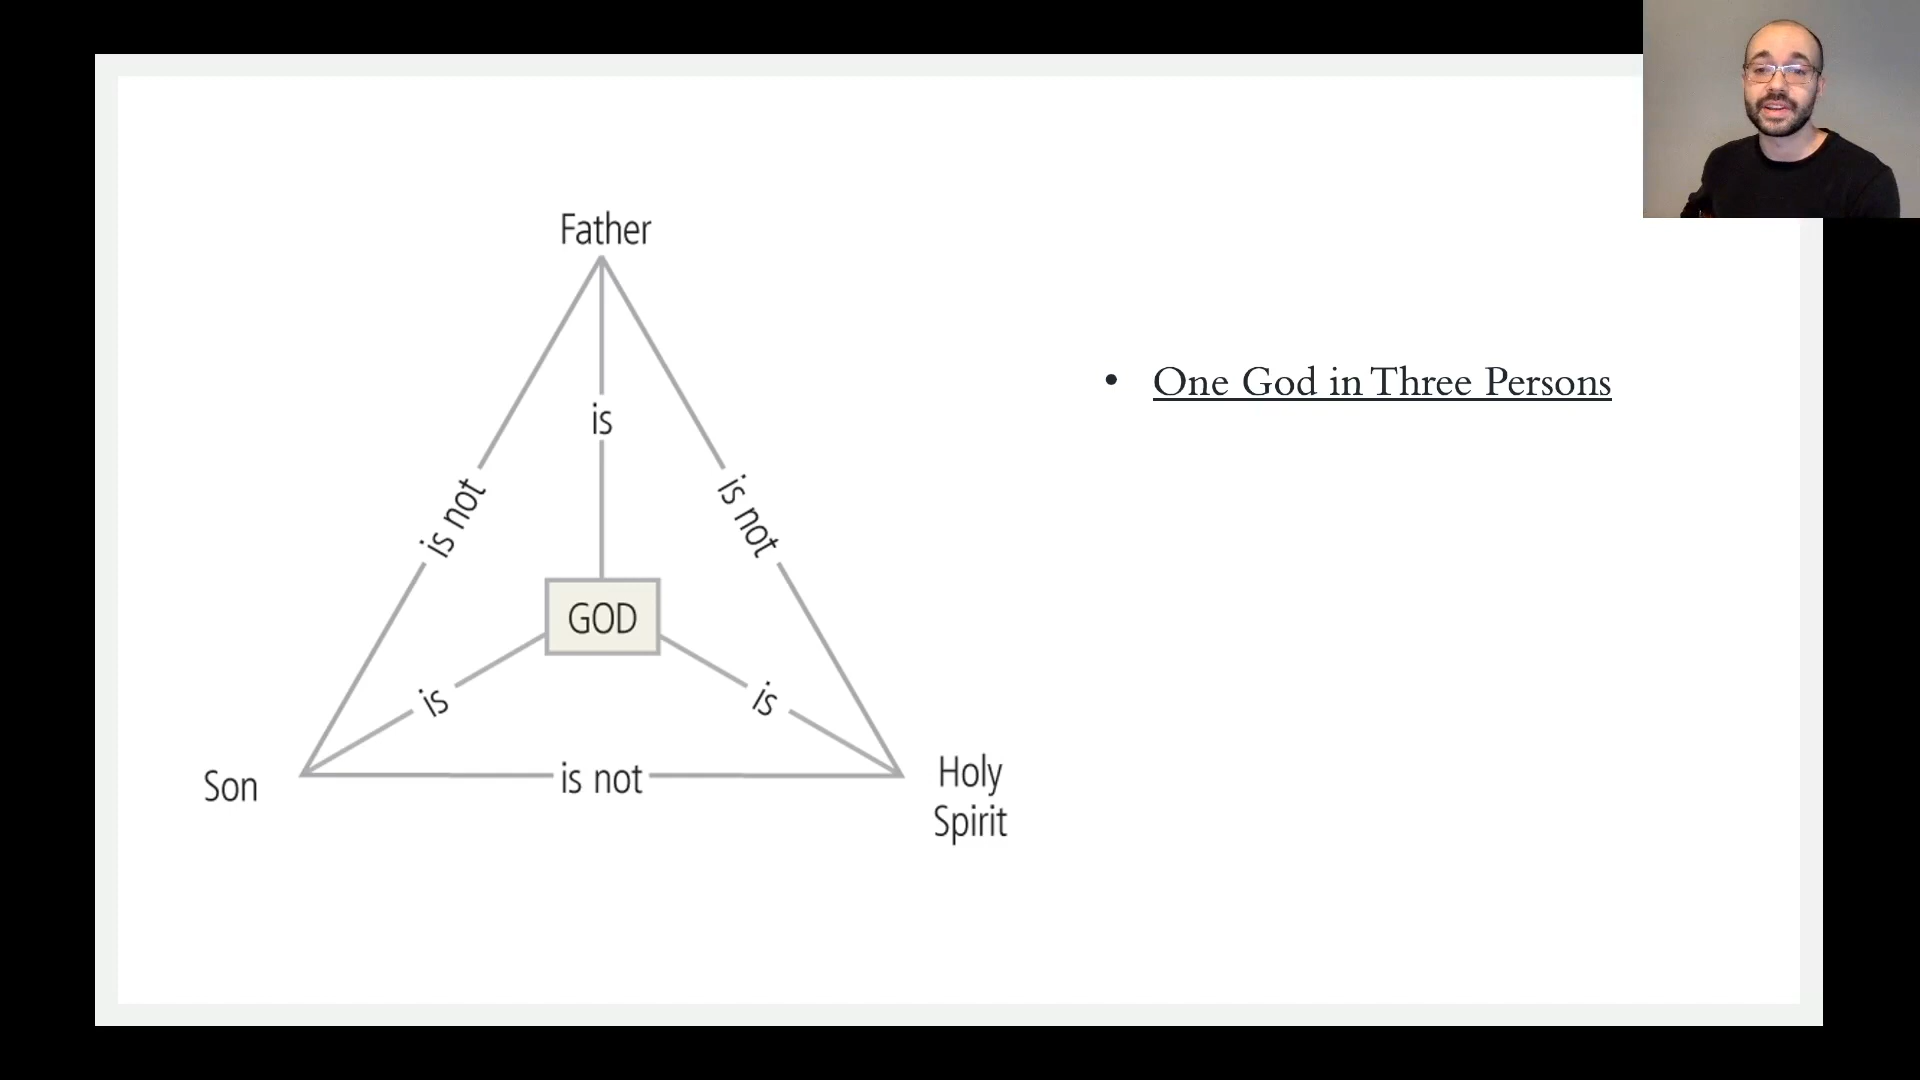 Father
• One God in Three Persons
is
is not
is not
GOD
is
is
Son
is not
Holy
Spirit